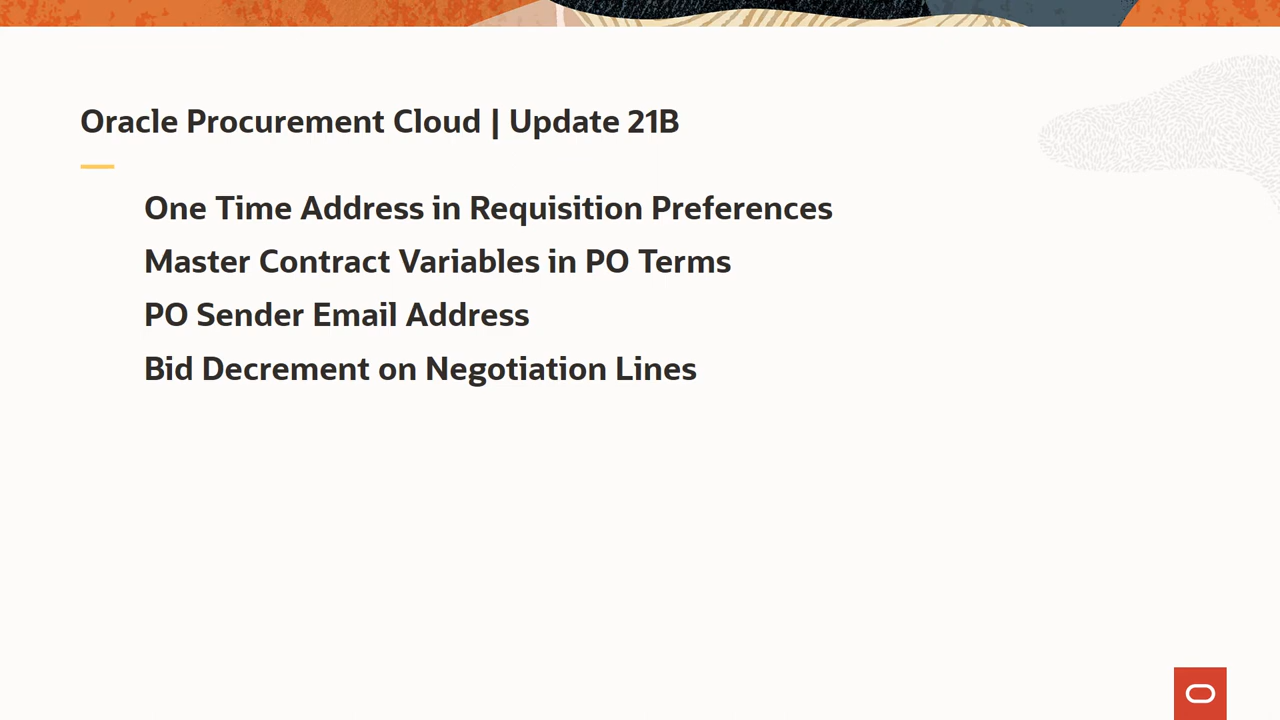 Oracle Procurement Cloud | Update 21B
One Time Address in Requisition Preferences
Master Contract Variables in PO Terms
PO Sender Email Address
Bid Decrement on Negotiation Lines